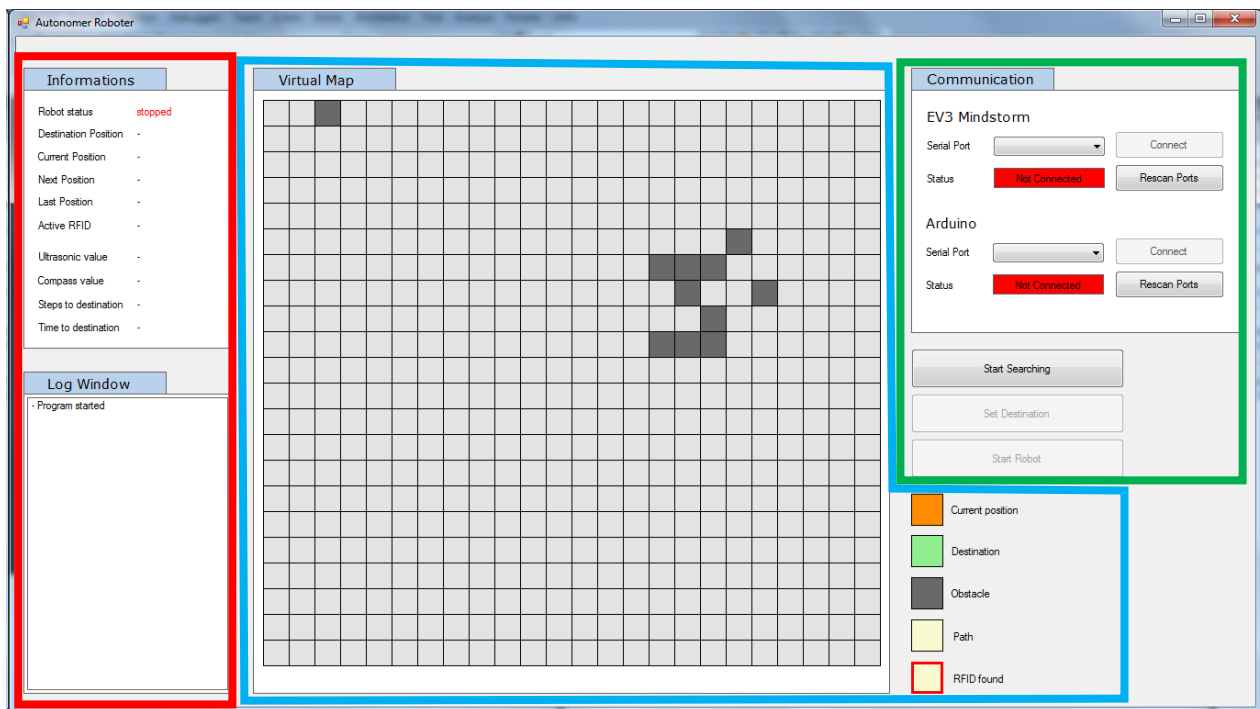 Autonomer Roboter
Informations
Robot status stopped
Destination Position -
Current Position -
Next Position -
Last Position -
Active RFID -
Ultrasonic value -
Compass value -
Steps to destination -
Time to destination -
Log Window
- Program started
Virtual Map
Communication
EV3 Mindstorm
Serial Port Connect
Status Not Connected Rescan Ports
Arduino
Serial Port Connect
Status Not Connected Rescan Ports
Start Searching
Set Destination
Start Robot
Current position
Destination
Obstacle
Path
RFID found